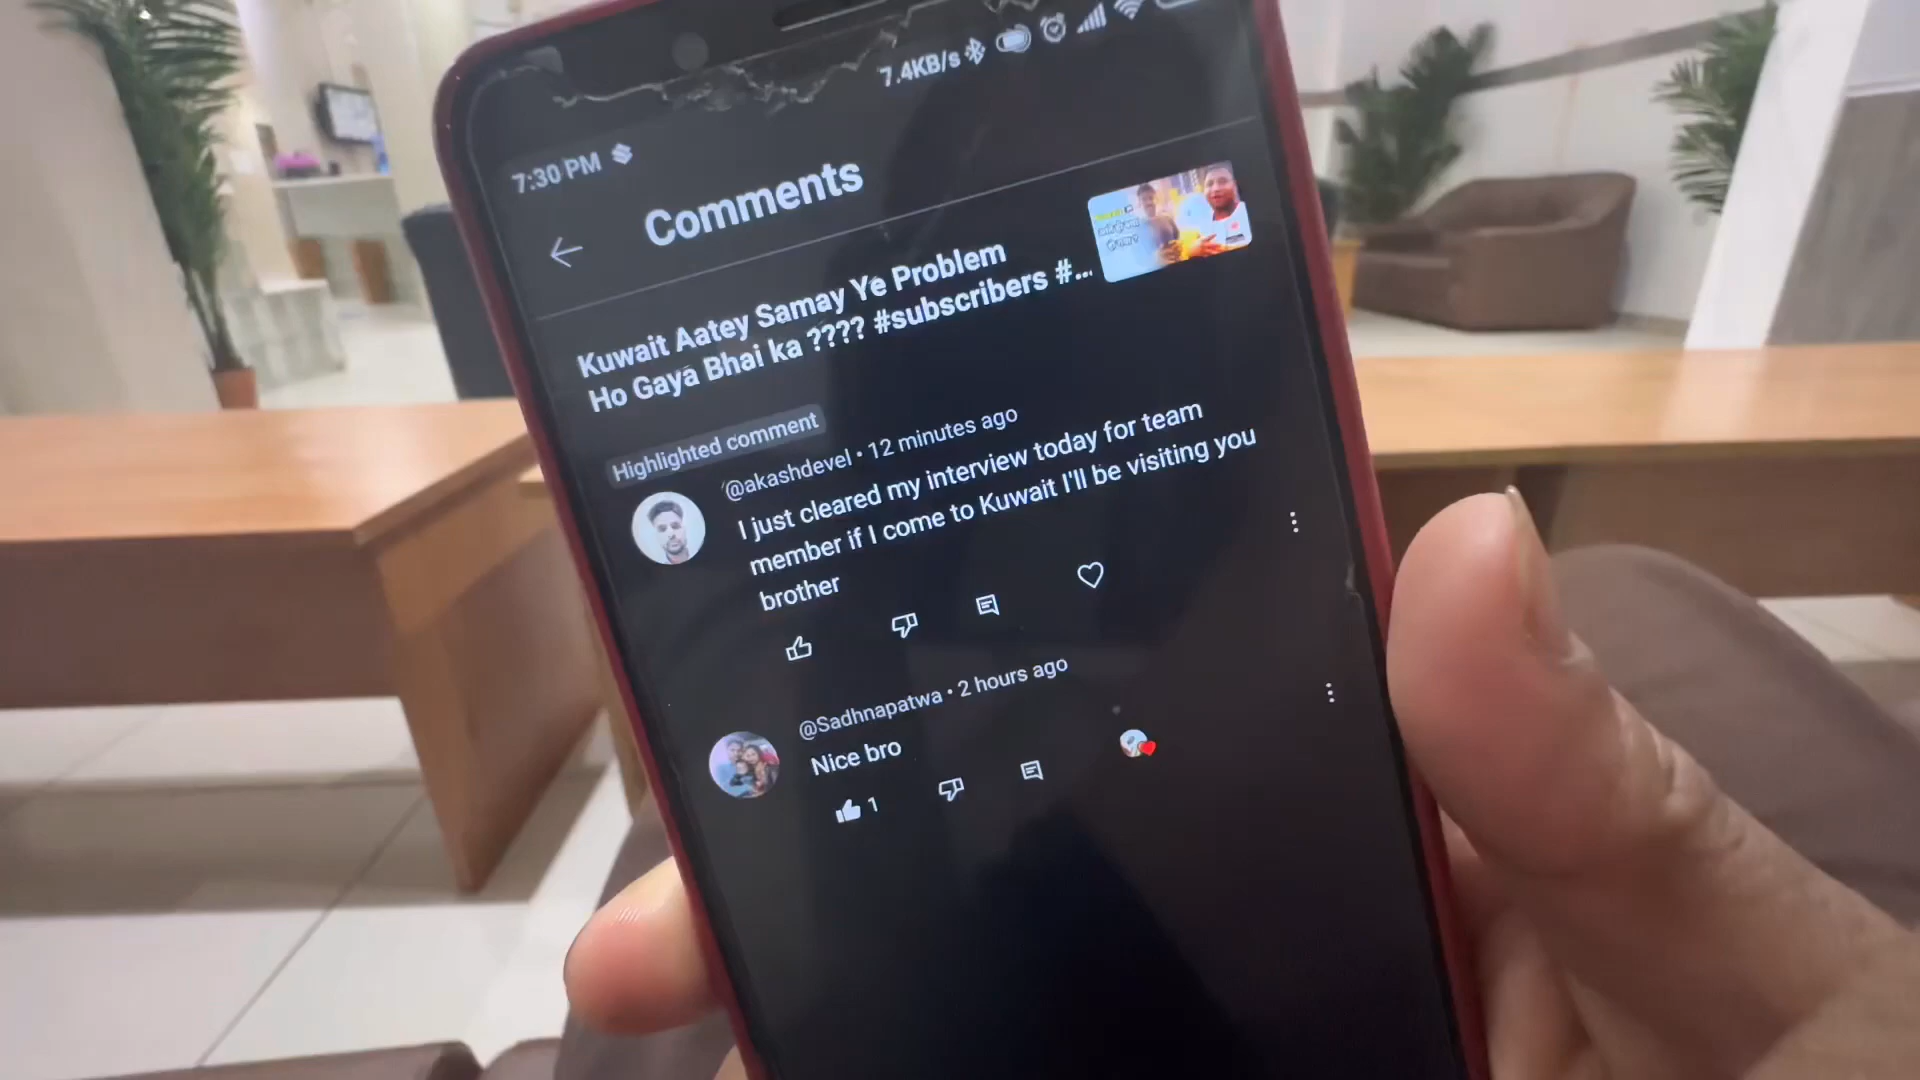 7.4KB/s
7:30 PM
Comments
Kuwait Aatey Samay Ye Problem
Ho Gaya Bhai ka ???? #subscribers #...
Highlighted comment
@akashdevel • 12 minutes ago
I just cleared my interview today for team
member if I come to Kuwait I'll be visiting you
brother
@Sadhnapatwa • 2 hours ago
Nice bro
1